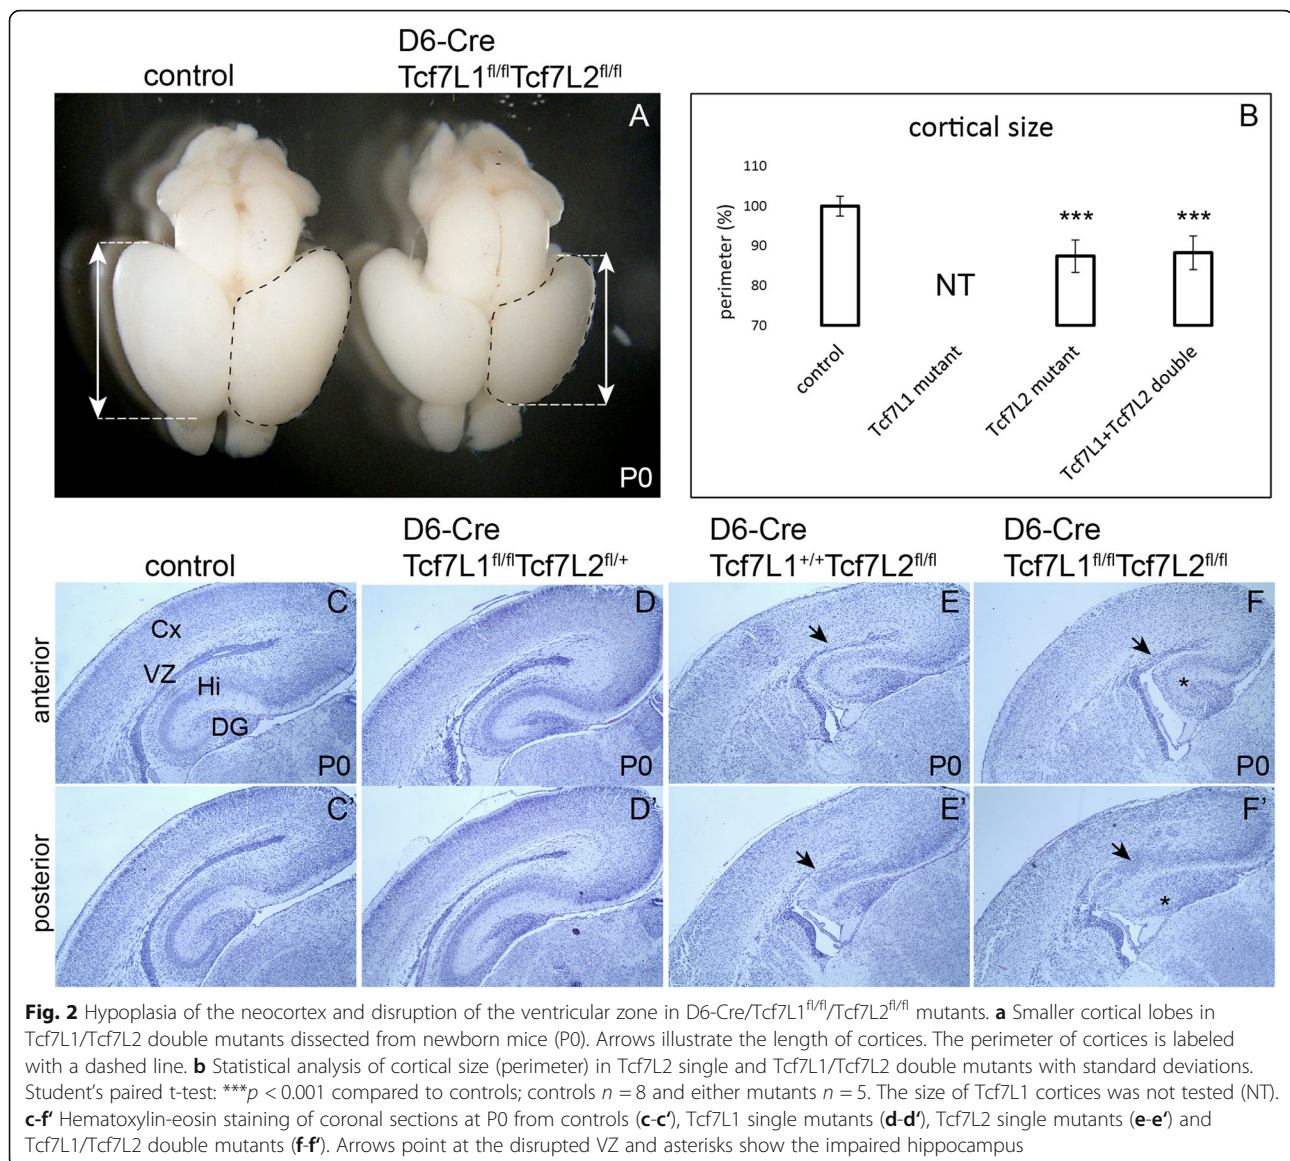 control
D6-Cre
Tcf7L1fl/flTcf7L2fl/fl
A
P0
B
cortical size
perimeter (%)
110
100
90
80
70
NT
***
***
control
Tcf7L1 mutant
Tcf7L2 mutant
Tcf7L1+Tcf7L2 double
control
D6-Cre
Tcf7L1fl/flTcf7L2fl/+
D6-Cre
Tcf7L1+/+Tcf7L2fl/fl
D6-Cre
Tcf7L1fl/flTcf7L2fl/fl
anterior
C
Cx
VZ
Hi
DG
P0
D
P0
E
P0
F
*
P0
posterior
C'
D'
E'
F'
*
Fig. 2 Hypoplasia of the neocortex and disruption of the ventricular zone in D6-Cre/Tcf7L1fl/fl/Tcf7L2fl/fl mutants. a Smaller cortical lobes in
Tcf7L1/Tcf7L2 double mutants dissected from newborn mice (P0). Arrows illustrate the length of cortices. The perimeter of cortices is labeled
with a dashed line. b Statistical analysis of cortical size (perimeter) in Tcf7L2 single and Tcf7L1/Tcf7L2 double mutants with standard deviations.
Student's paired t-test: ***p < 0.001 compared to controls; controls n = 8 and either mutants n = 5. The size of Tcf7L1 cortices was not tested (NT).
c-f' Hematoxylin-eosin staining of coronal sections at P0 from controls (c-c'), Tcf7L1 single mutants (d-d'), Tcf7L2 single mutants (e-e') and
Tcf7L1/Tcf7L2 double mutants (f-f'). Arrows point at the disrupted VZ and asterisks show the impaired hippocampus